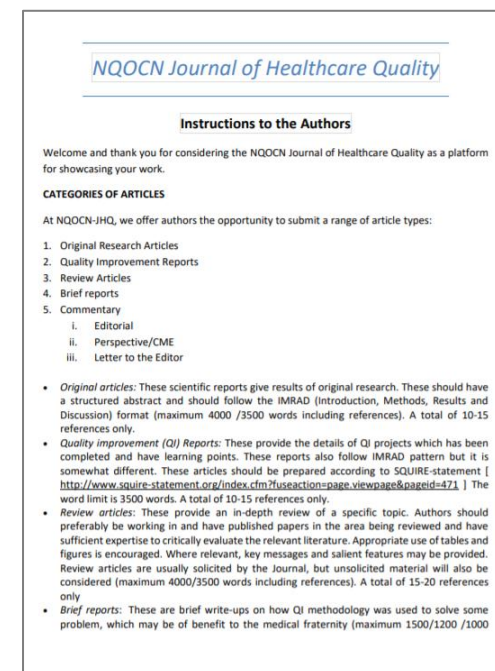 NQOCN Journal of Healthcare Quality
Instructions to the Authors
Welcome and thank you for considering the NQOCN Journal of Healthcare Quality as a platform
for showcasing your work.
CATEGORIES OF ARTICLES
At NQOCN-JHQ, we offer authors the opportunity to submit a range of article types:
1. Original Research Articles
2. Quality Improvement Reports
3. Review Articles
4. Brief reports
5. Commentary
i. Editorial
ii. Perspective/CME
iii. Letter to the Editor
• Original articles: These scientific reports give results of original research. These should have
a structured abstract and should follow the IMRAD (Introduction, Methods, Results and
Discussion) format (maximum 4000 /3500 words including references). A total of 10-15
references only.
• Quality improvement (QI) Reports: These provide the details of QI projects which has been
completed and have learning points. These reports also follow IMRAD pattern but it is
somewhat different. These articles should be prepared according to SQUIRE-statement [
http://www.squire-statement.org/index.cfm?fuseaction=page.viewpage&pageid=471 ] The
word limit is 3500 words. A total of 10-15 references only.
• Review articles: These provide an in-depth review of a specific topic. Authors should
preferably be working in and have published papers in the area being reviewed and have
sufficient expertise to critically evaluate the relevant literature. Appropriate use of tables and
figures is encouraged. Where relevant, key messages and salient features may be provided.
Review articles are usually solicited by the Journal, but unsolicited material will also be
considered (maximum 4000/3500 words including references). A total of 15-20 references
only
• Brief reports: These are brief write-ups on how QI methodology was used to solve some
problem, which may be of benefit to the medical fraternity (maximum 1500/1200 /1000